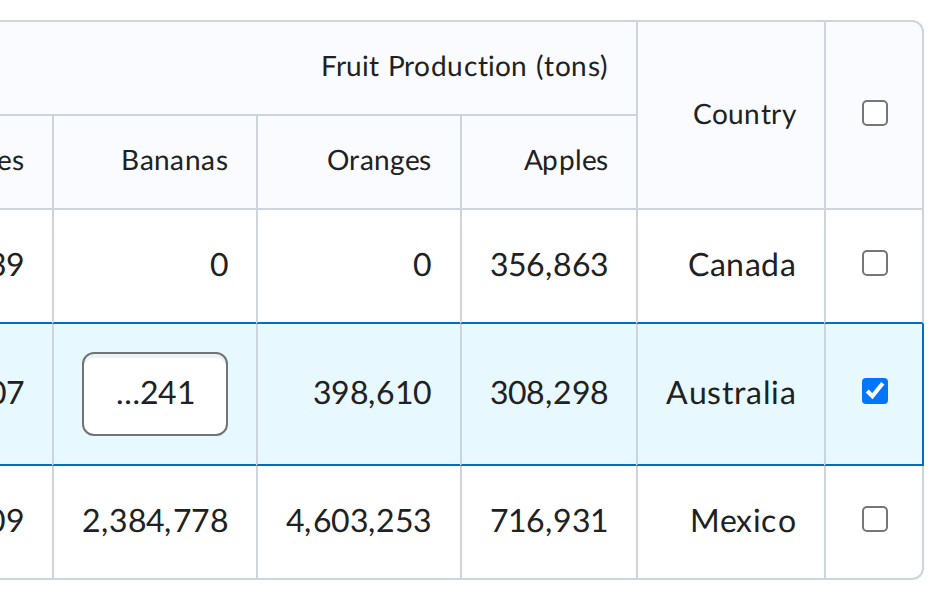 Fruit Production (tons)
Country
Bananas Oranges Apples
0 0 356,863 Canada
...241 398,610 308,298 Australia
2,384,778 4,603,253 716,931 Mexico